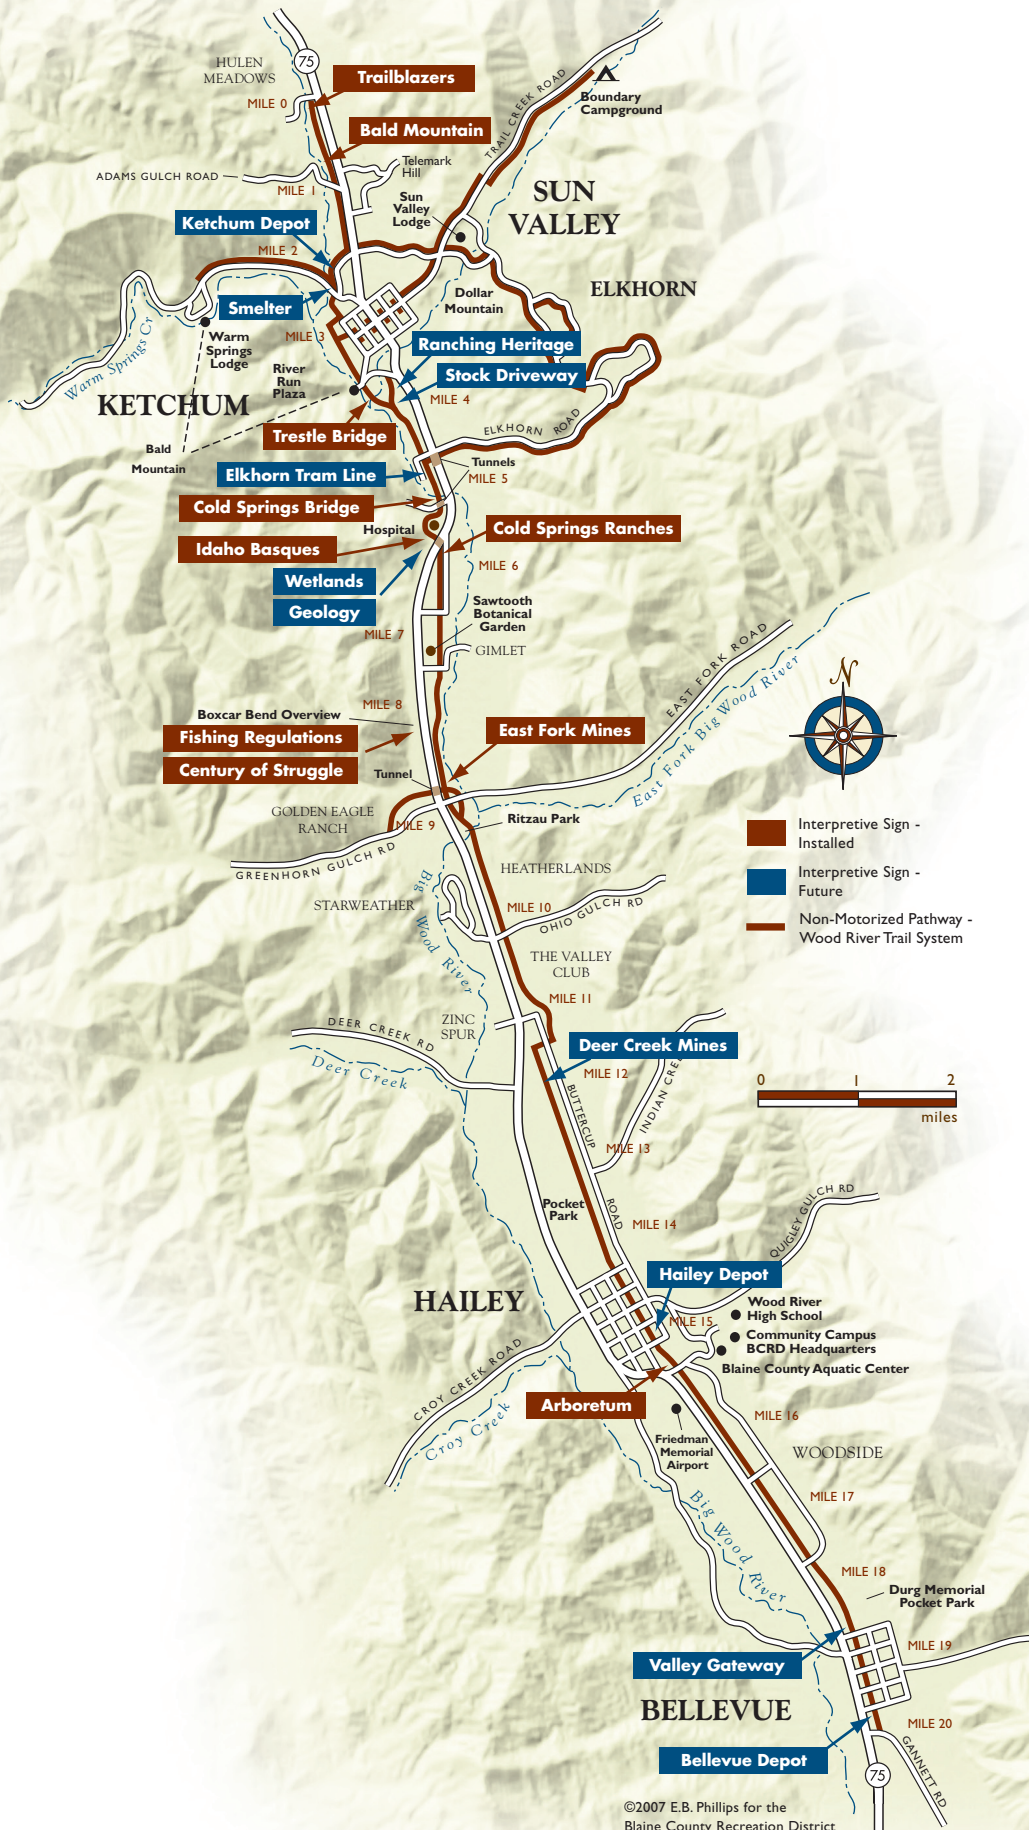 75
HULEN
MEADOWS
Trailblazers
MILE 0
Boundary
Campground
TRAIL CREEK ROAD
Bald Mountain
Telemark
Hill
ADAMS GULCH ROAD
MILE 1
Sun
Valley
Lodge
SUN
VALLEY
Ketchum Depot
MILE 2
ELKHORN
Dollar
Mountain
Smelter
MILE 3
Warm
Springs
Lodge
Warm Springs Cr
Ranching Heritage
River
Run
Plaza
Stock Driveway
KETCHUM
MILE 4
ELKHORN ROAD
Trestle Bridge
Bald
Mountain
Tunnels
Elkhorn Tram Line
MILE 5
Cold Springs Bridge
Hospital
Cold Springs Ranches
Idaho Basques
MILE 6
Wetlands
Geology
Sawtooth
Botanical
Garden
MILE 7
GIMLET
EAST FORK ROAD
East Fork Big Wood River
N
MILE 8
Boxcar Bend Overview
Fishing Regulations
East Fork Mines
Century of Struggle
Tunnel
GOLDEN EAGLE
RANCH
MILE 9
Ritzau Park
GREENHORN GULCH RD
Interpretive Sign -
Installed
Interpretive Sign -
Future
Non-Motorized Pathway -
Wood River Trail System
HEATHERLANDS
Big Wood River
STARWEATHER
MILE 10
OHIO GULCH RD
THE VALLEY
CLUB
MILE 11
ZINC
SPUR
DEER CREEK RD
Deer Creek
Deer Creek Mines
MILE 12
INDIAN CREE
BUTTERCUP ROAD
0 1 2
miles
MILE 13
Pocket
Park
MILE 14
QUIGLEY GULCH RD
Hailey Depot
HAILEY
MILE 15
Wood River
High School
Community Campus
BCRD Headquarters
Blaine County Aquatic Center
CROY CREEK ROAD
Croy Creek
Arboretum
MILE 16
Friedman
Memorial
Airport
WOODSIDE
MILE 17
Big Wood River
MILE 18
Durg Memorial
Pocket Park
MILE 19
Valley Gateway
BELLEVUE
MILE 20
Bellevue Depot
GANNETT RD
75
©2007 E.B. Phillips for the
Blaine County Recreation District